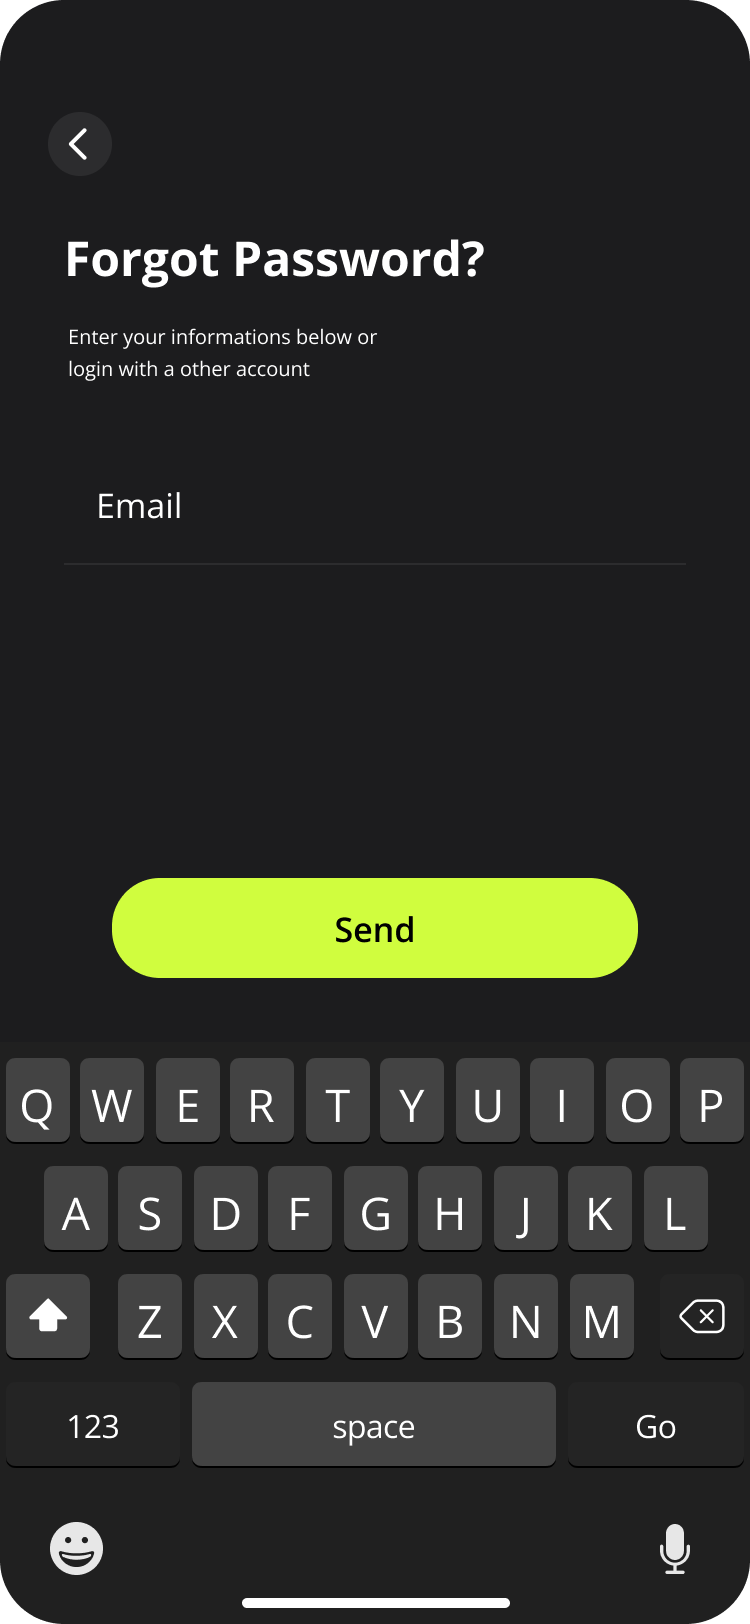 Forgot Password?
Enter your informations below or
login with a other account
Email
Send
Q W E R T Y U I O P
A S D F G H J K L
Z X C V B N M
123 space Go